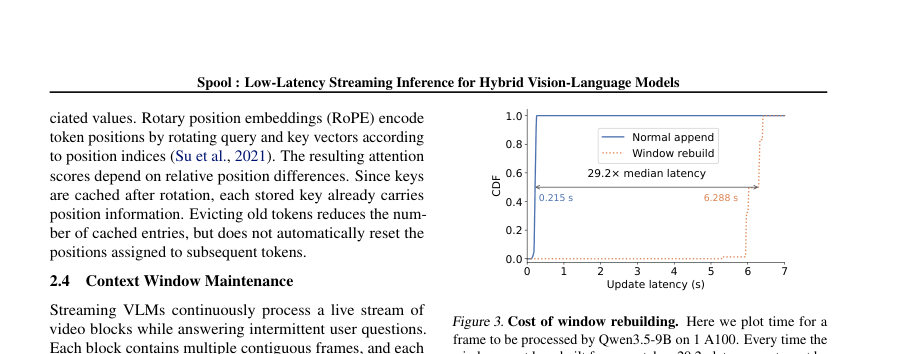 Spool : Low-Latency Streaming Inference for Hybrid Vision-Language Models
ciated values. Rotary position embeddings (RoPE) encode
token positions by rotating query and key vectors according
to position indices (Su et al., 2021). The resulting attention
scores depend on relative position differences. Since keys
are cached after rotation, each stored key already carries
position information. Evicting old tokens reduces the num-
ber of cached entries, but does not automatically reset the
positions assigned to subsequent tokens.
2.4 Context Window Maintenance
Streaming VLMs continuously process a live stream of
video blocks while answering intermittent user questions.
Each block contains multiple contiguous frames, and each
1.0
0.8
0.6
0.4
0.2
0.0
CDF
Normal append
Window rebuild
29.2× median latency
0.215 s
6.288 s
0 1 2 3 4 5 6 7
Update latency (s)
Figure 3. Cost of window rebuilding. Here we plot time for a
frame to be processed by Qwen3.5-9B on 1 A100. Every time the